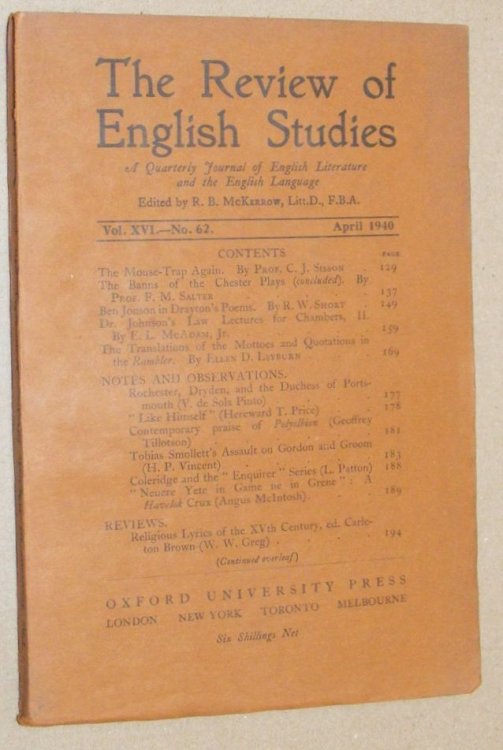 The Review of
English Studies
A Quarterly Journal of English Literature
and the English Language
Edited by R. B. McKerrow, Litt.D., F.B.A.
Vol. XVI.—No. 62. April 1940
CONTENTS
PAGE
The Mouse-Trap Again. By Prof. C. J. Sisson . 129
The Banns of the Chester Plays (concluded). By
Prof. F. M. Salter . . . 137
Ben Jonson in Drayton's Poems. By R. W. Short . 149
Dr. Johnson's Law Lectures for Chambers, II.
By E. L. McAdam, Jr. . . . 159
The Translations of the Mottoes and Quotations in
the Rambler. By Ellen D. Leyburn . 169
NOTES AND OBSERVATIONS.
Rochester, Dryden, and the Duchess of Ports-
mouth (V. de Sola Pinto) . . 177
"Like Himself" (Hereward T. Price) . 178
Contemporary praise of Polyolbion (Geoffrey
Tillotson) . . . 181
Tobias Smollett's Assault on Gordon and Groom
(H. P. Vincent) . . . 183
Coleridge and the "Enquirer" Series (L. Patton) 188
"Neuere Yete in Game ne in Grene": A
Havelok Crux (Angus McIntosh) . . 189
REVIEWS.
Religious Lyrics of the XVth Century, ed. Carle-
ton Brown (W. W. Greg) . . . 194
(Continued overleaf)
OXFORD UNIVERSITY PRESS
LONDON NEW YORK TORONTO MELBOURNE
Six Shillings Net